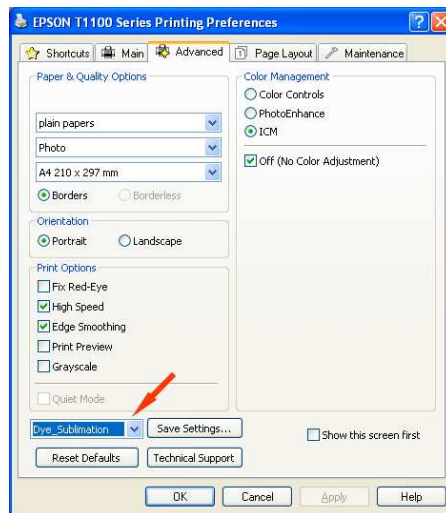 EPSON T1100 Series Printing Preferences
Shortcuts Main Advanced Page Layout Maintenance
Paper & Quality Options
plain papers
Photo
A4 210 x 297 mm
Borders Borderless
Orientation
Portrait Landscape
Print Options
Fix Red-Eye
High Speed
Edge Smoothing
Print Preview
Grayscale
Quiet Mode
Color Management
Color Controls
PhotoEnhance
ICM
Off (No Color Adjustment)
Dye_Sublimation Save Settings...
Show this screen first
Reset Defaults Technical Support
OK Cancel Apply Help